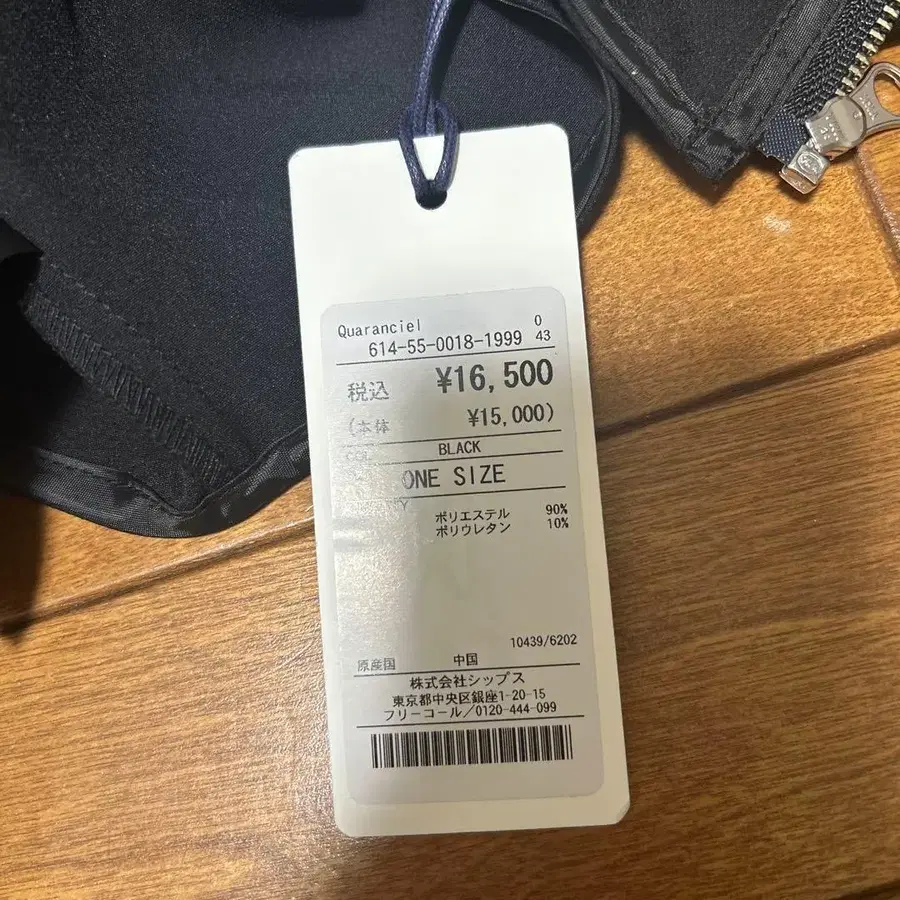 Quaranciel 0
614-55-0018-1999 43
税込 ¥16,500
(本体 ¥15,000)
COL BLACK
ONE SIZE
ポリエステル 90%
ポリウレタン 10%
10439/6202
原産国 中国
株式会社シップス
東京都中央区銀座1-20-15
フリーコール/0120-444-099